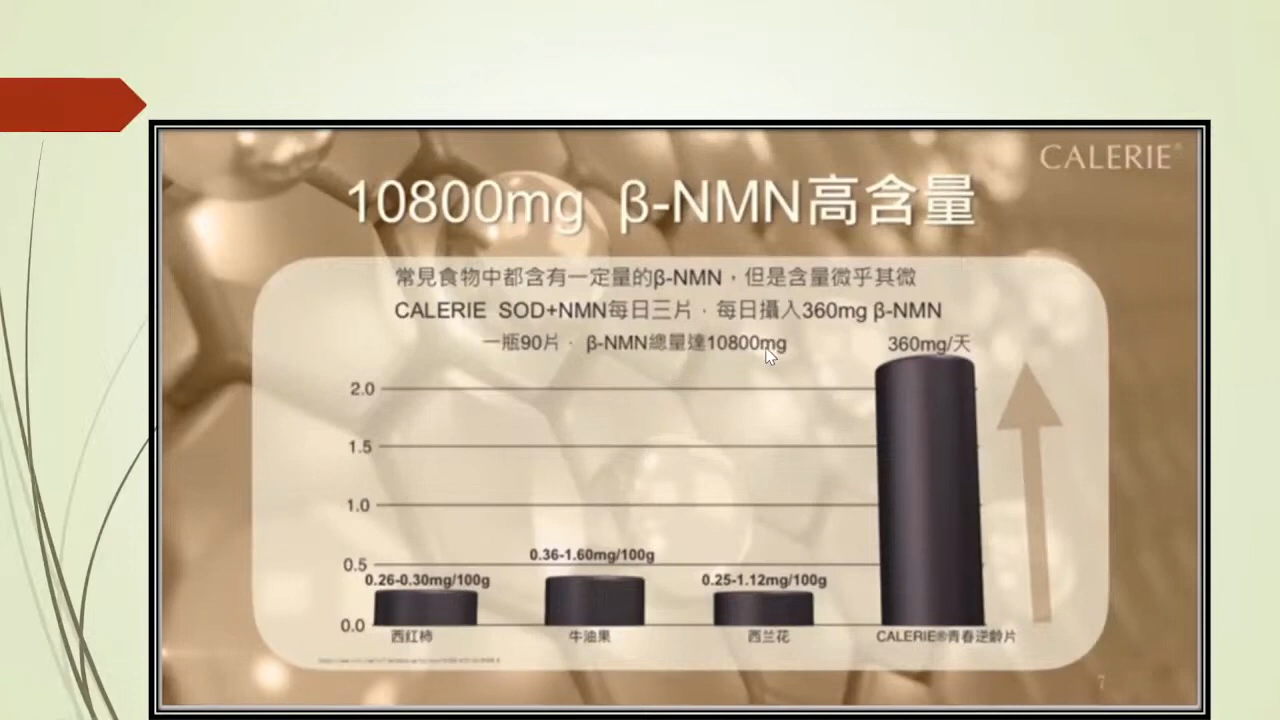 CALERIE®
10800mg β-NMN高含量
常見食物中都含有一定量的β-NMN，但是含量微乎其微
CALERIE SOD+NMN每日三片，每日攝入360mg β-NMN
一瓶90片， β-NMN總量達10800mg
360mg/天
2.0
1.5
1.0
0.36-1.60mg/100g
0.5
0.26-0.30mg/100g
0.25-1.12mg/100g
0.0
西红柿
牛油果
西兰花
CALERIE®青春逆齡片
7